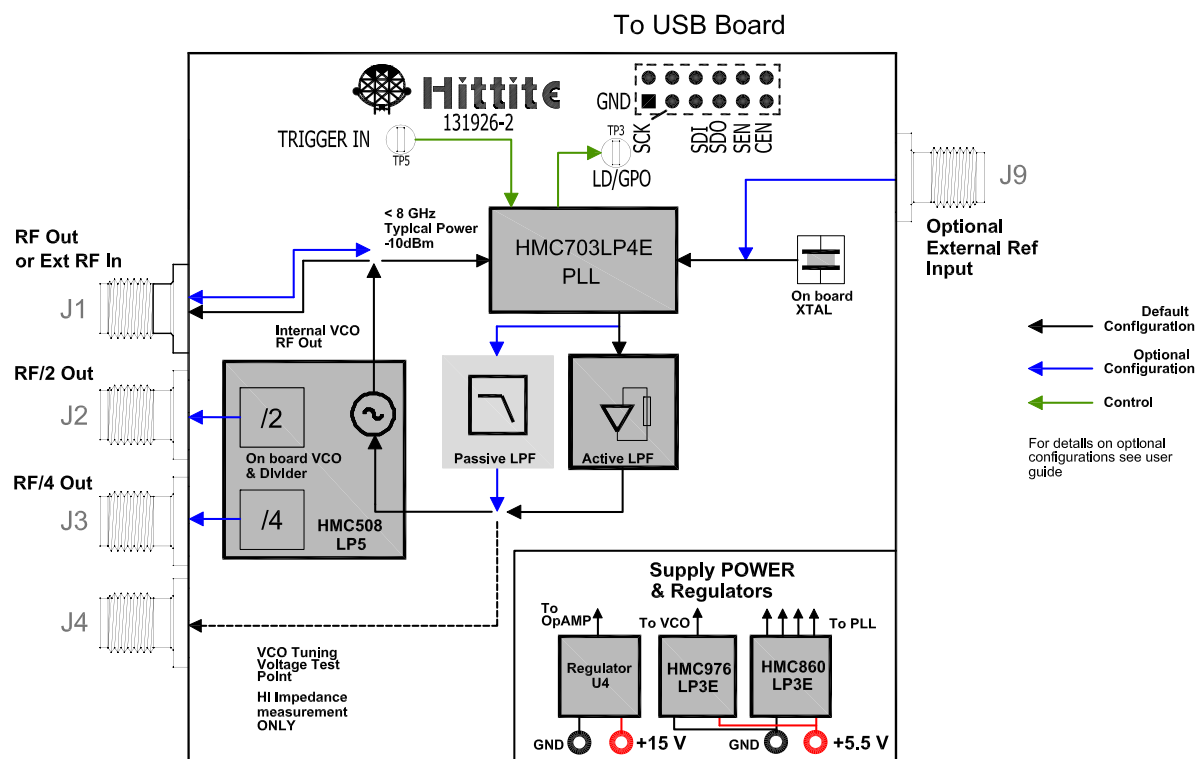 To USB Board
Hittite
131926-2
GND
SCK
SDI
SDO
SEN
CEN
TRIGGER IN
TP5
TP3
LD/GPO
J9
Optional
External Ref
Input
< 8 GHz
Typical Power
-10dBm
HMC703LP4E
PLL
On board
XTAL
RF Out
or Ext RF In
J1
Internal VCO
RF Out
Default
Configuration
Optional
Configuration
Control
For details on optional
configurations see user
guide
RF/2 Out
J2
/2
On board VCO
& Divider
Passive LPF
Active LPF
RF/4 Out
J3
/4
HMC508
LP5
J4
VCO Tuning
Voltage Test
Point
HI Impedance
measurement
ONLY
Supply POWER
& Regulators
To
OpAMP
To VCO
To PLL
Regulator
U4
HMC976
LP3E
HMC860
LP3E
GND
+15 V
GND
+5.5 V